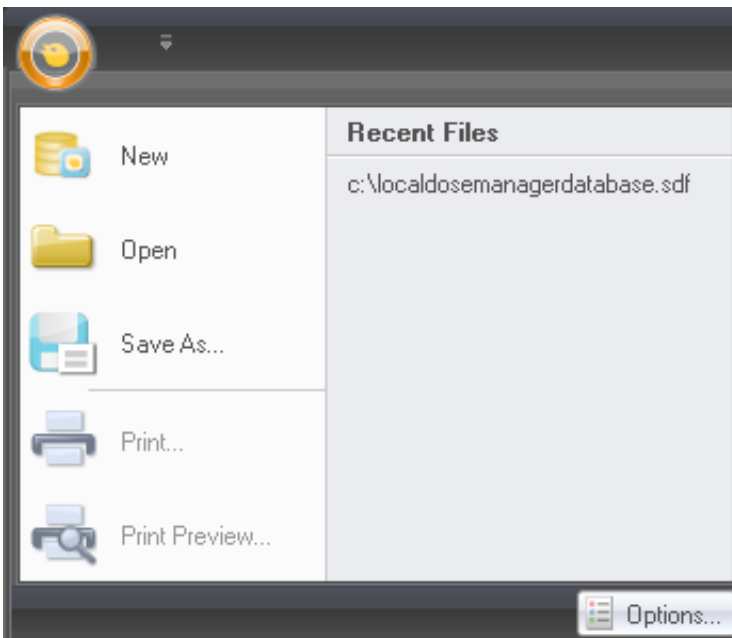 New
Open
Save As...
Print...
Print Preview...
Recent Files
c:\localdosemanagerdatabase.sdf
Options...